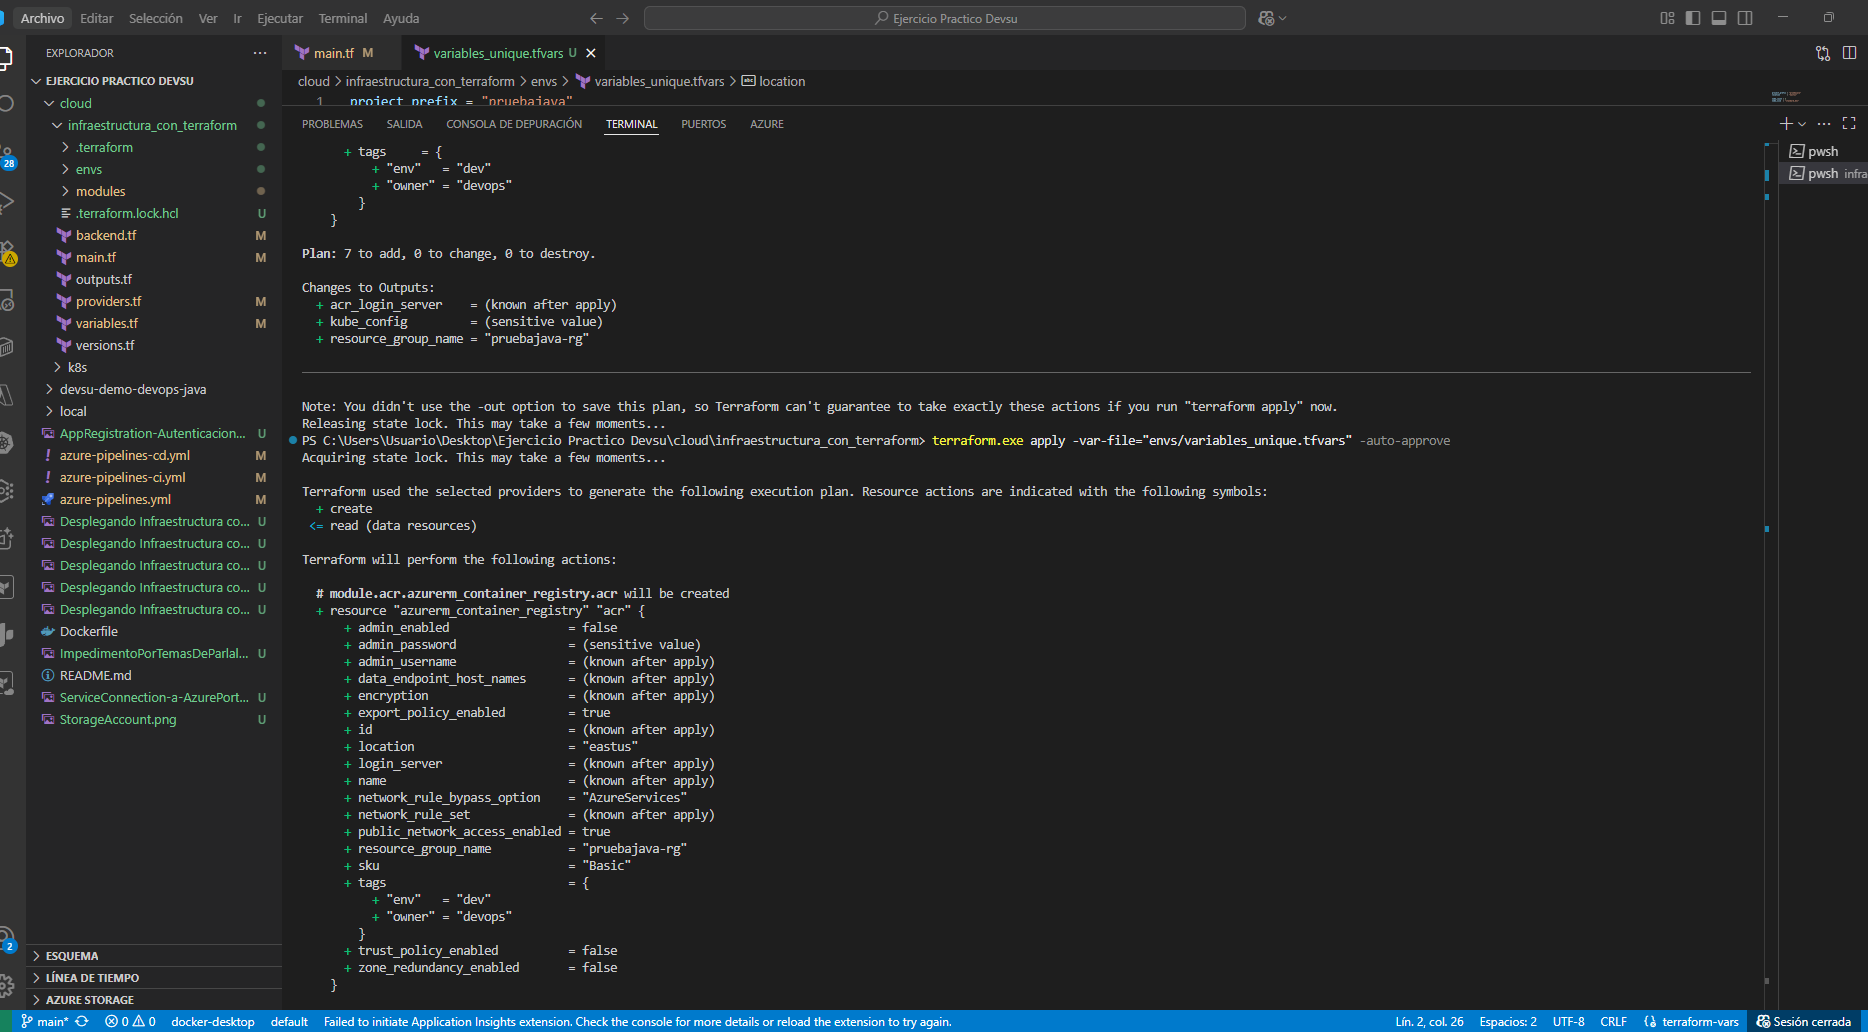 Archivo Editar Selección Ver Ir Ejecutar Terminal Ayuda
Ejercicio Practico Devsu
EXPLORADOR
EJERCICIO PRACTICO DEVSU
cloud
infraestructura_con_terraform
.terraform
envs
modules
.terraform.lock.hcl U
backend.tf M
main.tf M
outputs.tf
providers.tf M
variables.tf M
versions.tf
k8s
devsu-demo-devops-java
local
AppRegistration-Autenticacion... U
azure-pipelines-cd.yml M
azure-pipelines-ci.yml M
azure-pipelines.yml M
Desplegando Infraestructura co... U
Desplegando Infraestructura co... U
Desplegando Infraestructura co... U
Desplegando Infraestructura co... U
Desplegando Infraestructura co... U
Dockerfile
ImpedimentoPorTemasDeParlal... U
README.md
ServiceConnection-a-AzurePort... U
StorageAccount.png U
ESQUEMA
LÍNEA DE TIEMPO
AZURE STORAGE
28
2
main.tf M
variables_unique.tfvars U
cloud > infraestructura_con_terraform > envs > variables_unique.tfvars > location
1 project_prefix = "pruebajava"
PROBLEMAS SALIDA CONSOLA DE DEPURACIÓN TERMINAL PUERTOS AZURE
pwsh
pwsh infra
+ tags = {
+ "env" = "dev"
+ "owner" = "devops"
}
}
Plan: 7 to add, 0 to change, 0 to destroy.
Changes to Outputs:
+ acr_login_server = (known after apply)
+ kube_config = (sensitive value)
+ resource_group_name = "pruebajava-rg"
Note: You didn't use the -out option to save this plan, so Terraform can't guarantee to take exactly these actions if you run "terraform apply" now.
Releasing state lock. This may take a few moments...
PS C:\Users\Usuario\Desktop\Ejercicio Practico Devsu\cloud\infraestructura_con_terraform> terraform.exe apply -var-file="envs/variables_unique.tfvars" -auto-approve
Acquiring state lock. This may take a few moments...
Terraform used the selected providers to generate the following execution plan. Resource actions are indicated with the following symbols:
+ create
<= read (data resources)
Terraform will perform the following actions:
# module.acr.azurerm_container_registry.acr will be created
+ resource "azurerm_container_registry" "acr" {
+ admin_enabled = false
+ admin_password = (sensitive value)
+ admin_username = (known after apply)
+ data_endpoint_host_names = (known after apply)
+ encryption = (known after apply)
+ export_policy_enabled = true
+ id = (known after apply)
+ location = "eastus"
+ login_server = (known after apply)
+ name = (known after apply)
+ network_rule_bypass_option = "AzureServices"
+ network_rule_set = (known after apply)
+ public_network_access_enabled = true
+ resource_group_name = "pruebajava-rg"
+ sku = "Basic"
+ tags = {
+ "env" = "dev"
+ "owner" = "devops"
}
+ trust_policy_enabled = false
+ zone_redundancy_enabled = false
}
main* 0 0 docker-desktop default Failed to initiate Application Insights extension. Check the console for more details or reload the extension to try again. Lín. 2, col. 26 Espacios: 2 UTF-8 CRLF terraform-vars Sesión cerrada